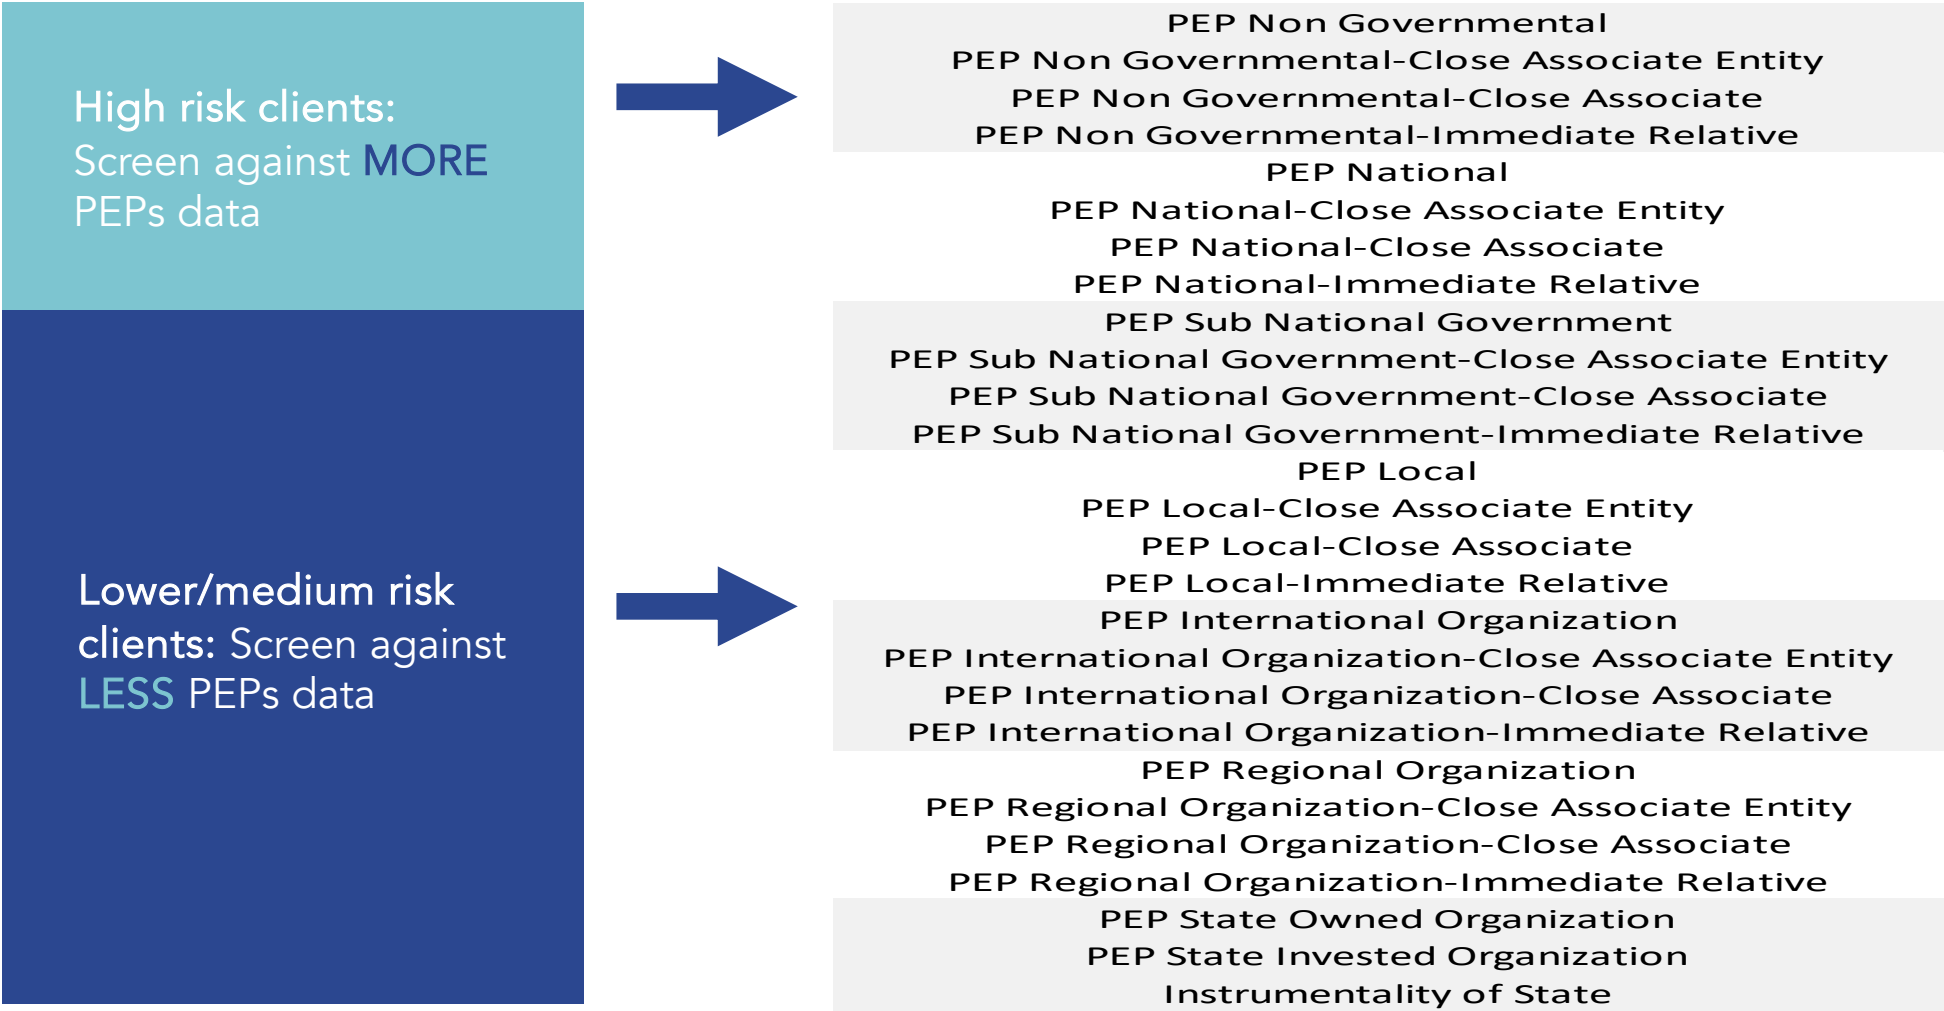 High risk clients:
Screen against MORE
PEPs data
Lower/medium risk
clients: Screen against
LESS PEPs data
PEP Non Governmental
PEP Non Governmental-Close Associate Entity
PEP Non Governmental-Close Associate
PEP Non Governmental-Immediate Relative
PEP National
PEP National-Close Associate Entity
PEP National-Close Associate
PEP National-Immediate Relative
PEP Sub National Government
PEP Sub National Government-Close Associate Entity
PEP Sub National Government-Close Associate
PEP Sub National Government-Immediate Relative
PEP Local
PEP Local-Close Associate Entity
PEP Local-Close Associate
PEP Local-Immediate Relative
PEP International Organization
PEP International Organization-Close Associate Entity
PEP International Organization-Close Associate
PEP International Organization-Immediate Relative
PEP Regional Organization
PEP Regional Organization-Close Associate Entity
PEP Regional Organization-Close Associate
PEP Regional Organization-Immediate Relative
PEP State Owned Organization
PEP State Invested Organization
Instrumentality of State